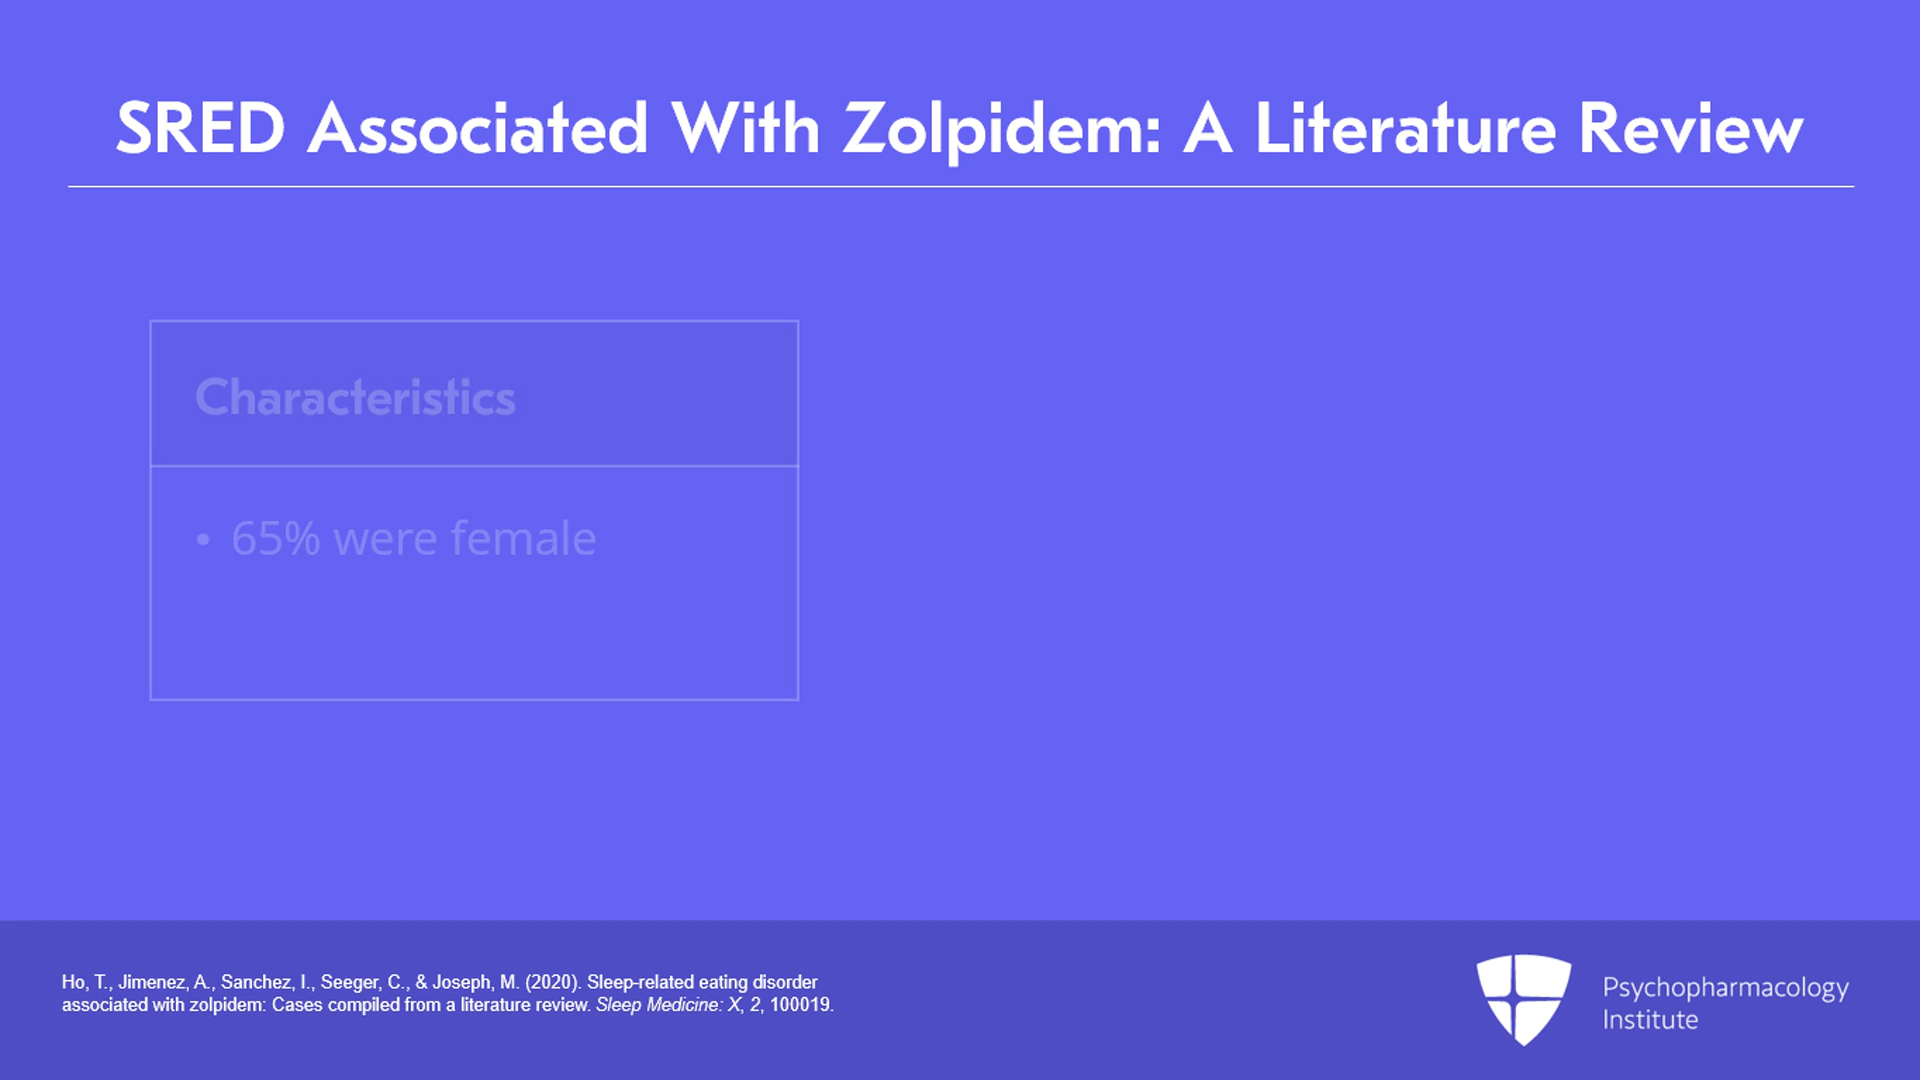 SRED Associated With Zolpidem: A Literature Review
Characteristics
• 65% were female
Ho, T., Jimenez, A., Sanchez, I., Seeger, C., & Joseph, M. (2020). Sleep-related eating disorder
associated with zolpidem: Cases compiled from a literature review. Sleep Medicine: X, 2, 100019.
Psychopharmacology
Institute